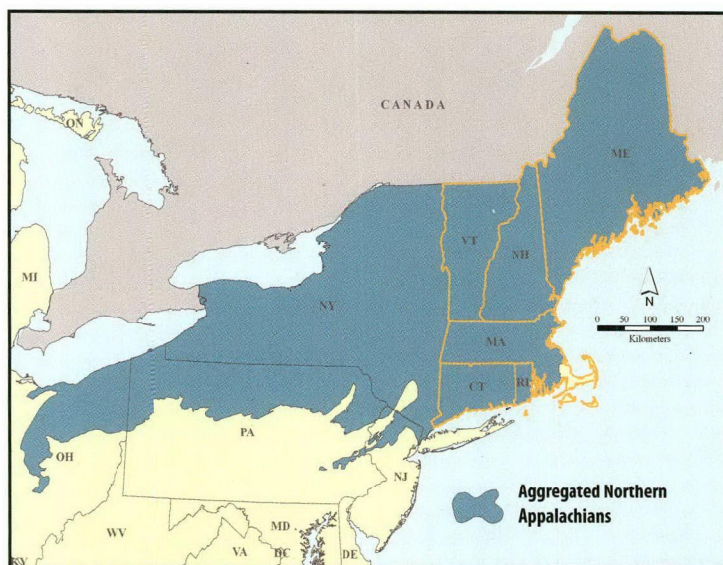 CANADA
ON
ME
VT
NH
MI
NY
N
0 50 100 150 200
Kilometers
MA
CT
RI
PA
OH
NJ
Aggregated Northern
Appalachians
MD
WV
VA
DC
DE
KY